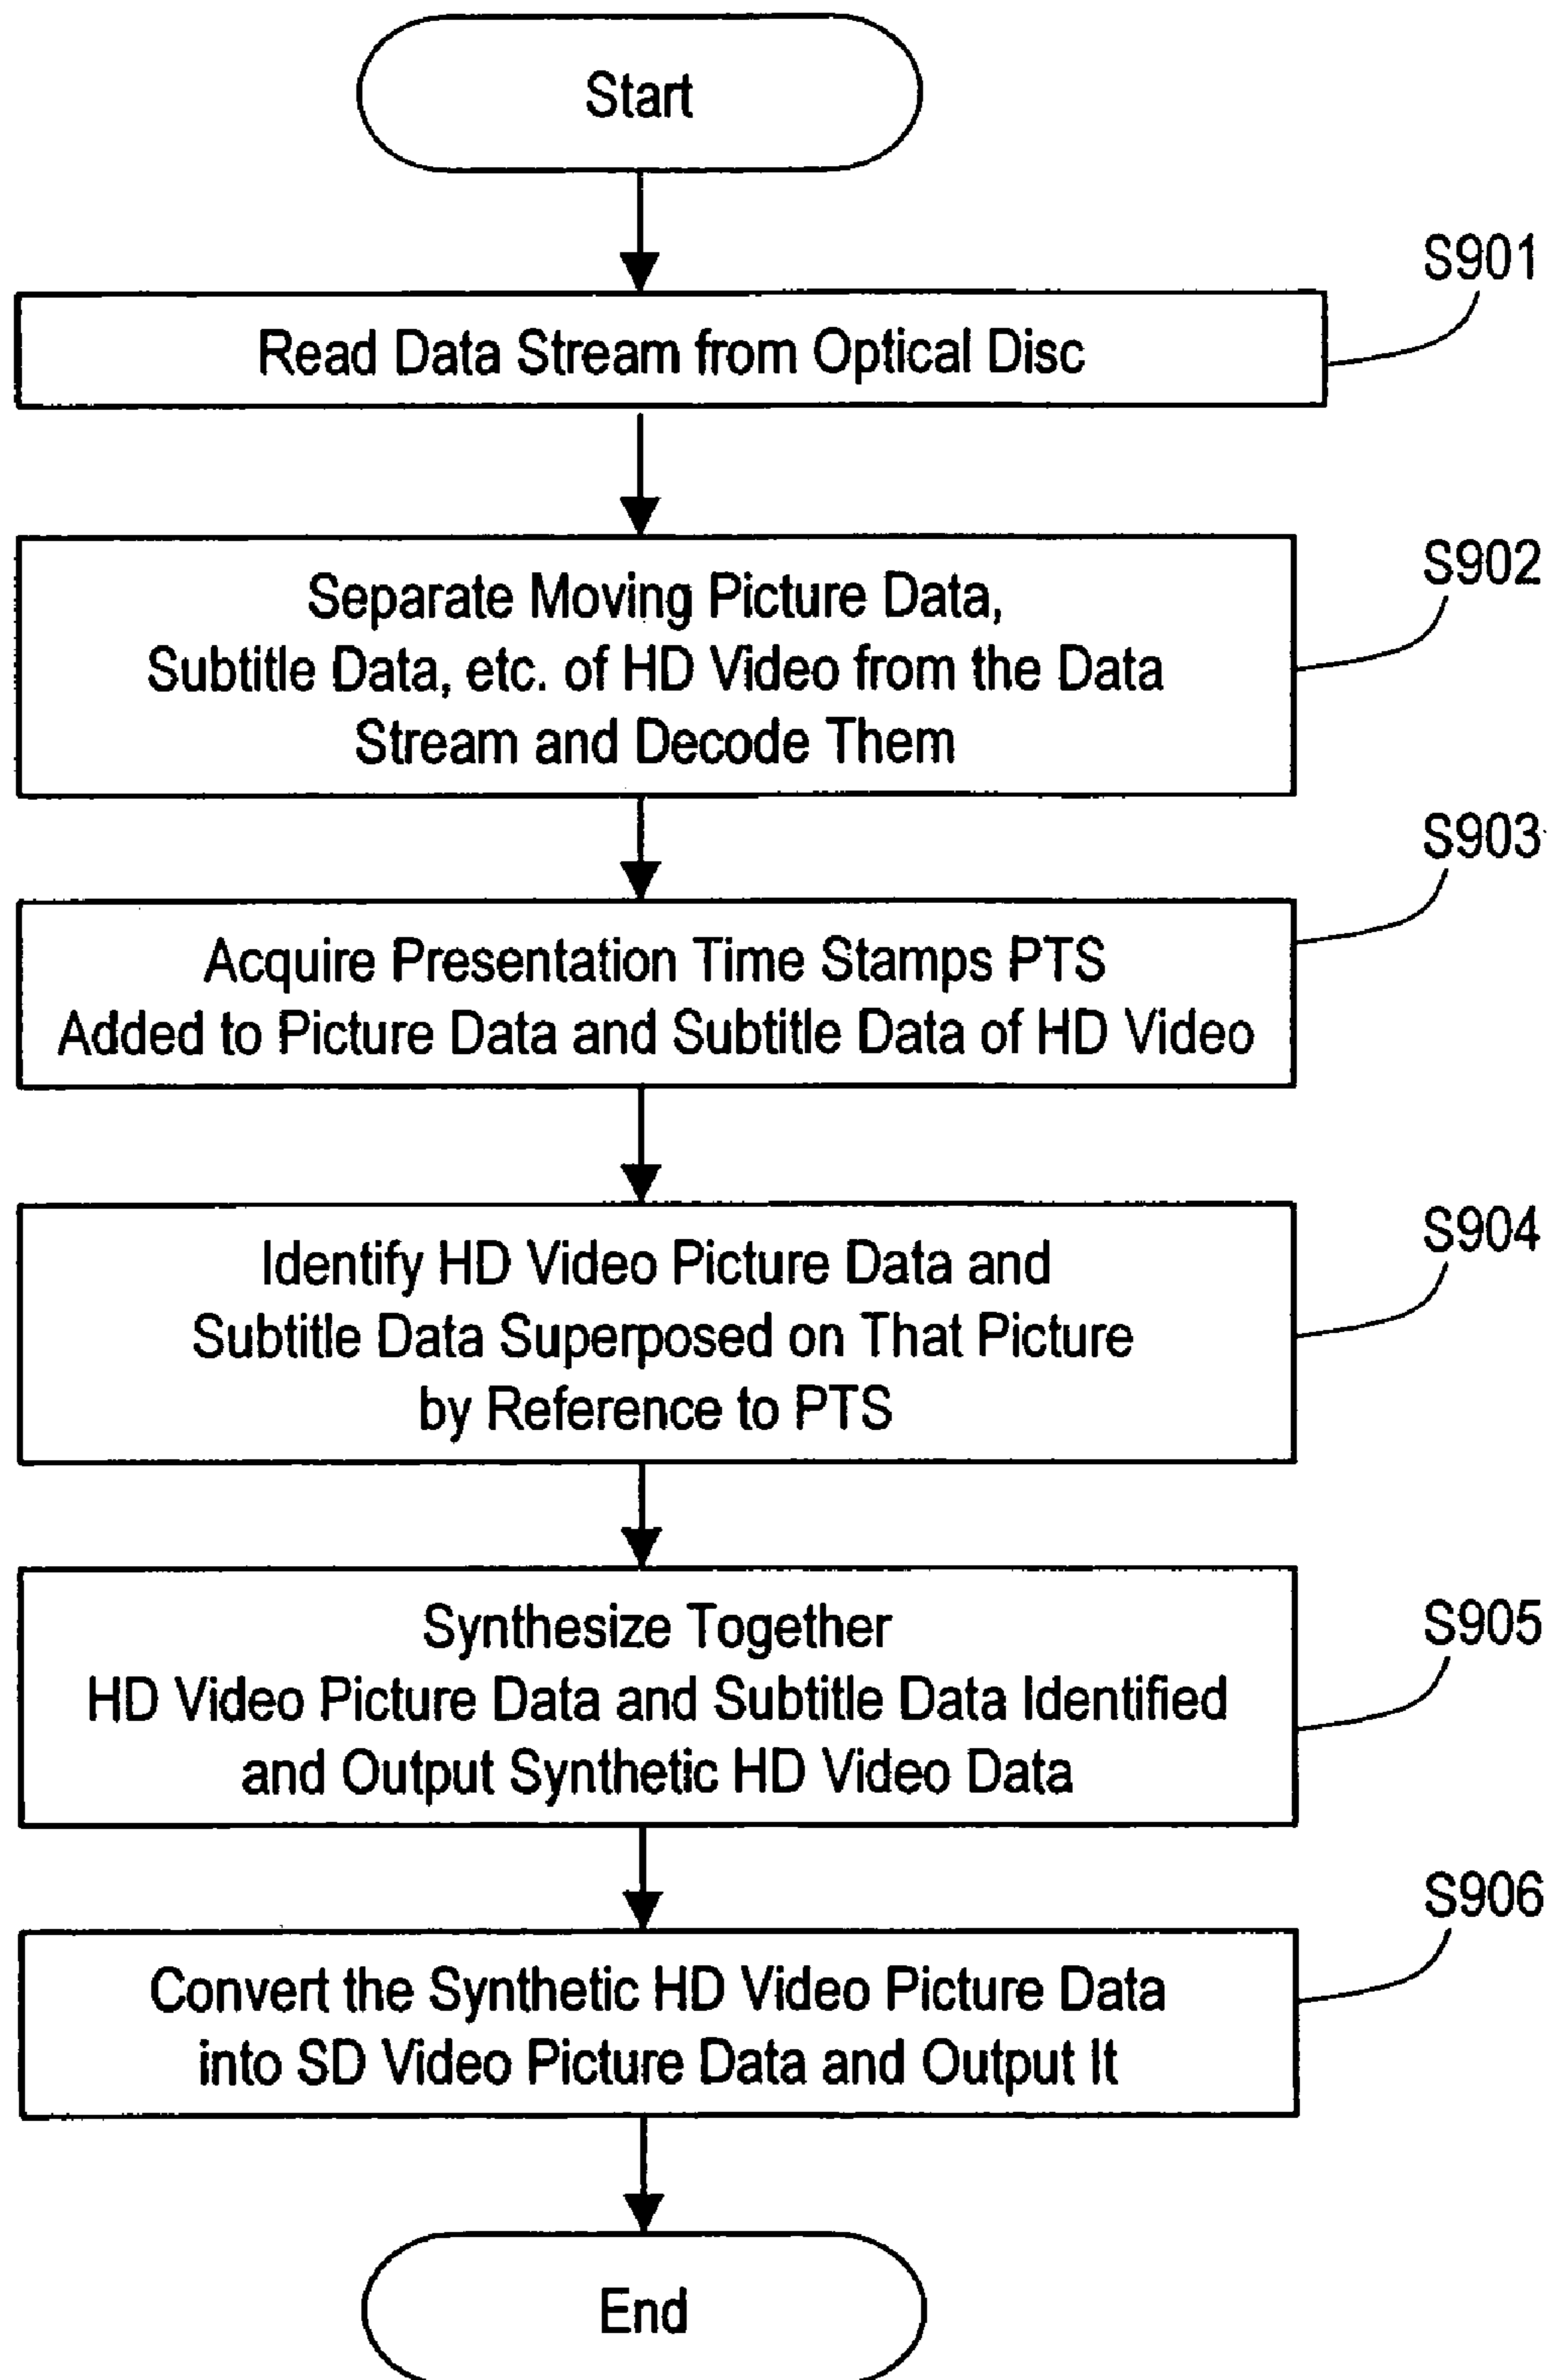 Start
S901
Read Data Stream from Optical Disc
S902
Separate Moving Picture Data,
Subtitle Data, etc. of HD Video from the Data
Stream and Decode Them
S903
Acquire Presentation Time Stamps PTS
Added to Picture Data and Subtitle Data of HD Video
S904
Identify HD Video Picture Data and
Subtitle Data Superposed on That Picture
by Reference to PTS
S905
Synthesize Together
HD Video Picture Data and Subtitle Data Identified
and Output Synthetic HD Video Data
S906
Convert the Synthetic HD Video Picture Data
into SD Video Picture Data and Output It
End